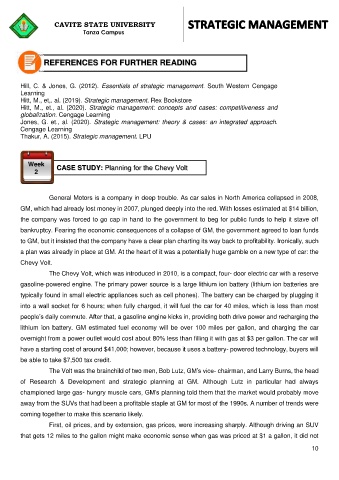 CAVITE STATE UNIVERSITY
Tanza Campus
STRATEGIC MANAGEMENT
REFERENCES FOR FURTHER READING
Hill, C. & Jones, G. (2012). Essentials of strategic management. South Western Cengage
Learning
Hitt, M., et,. al. (2019). Strategic management. Rex Bookstore
Hitt, M., et,. al. (2020). Strategic management: concepts and cases: competitiveness and
globaliztion. Cengage Learning
Jones, G. et., al. (2020). Strategic management: theory & cases: an integrated approach.
Cengage Learning
Thakur, A. (2015). Strategic management. LPU
Week
2
CASE STUDY: Planning for the Chevy Volt
General Motors is a company in deep trouble. As car sales in North America collapsed in 2008,
GM, which had already lost money in 2007, plunged deeply into the red. With losses estimated at $14 billion,
the company was forced to go cap in hand to the government to beg for public funds to help it stave off
bankruptcy. Fearing the economic consequences of a collapse of GM, the government agreed to loan funds
to GM, but it insisted that the company have a clear plan charting its way back to profitability. Ironically, such
a plan was already in place at GM. At the heart of it was a potentially huge gamble on a new type of car: the
Chevy Volt.
The Chevy Volt, which was introduced in 2010, is a compact, four- door electric car with a reserve
gasoline-powered engine. The primary power source is a large lithium ion battery (lithium ion batteries are
typically found in small electric appliances such as cell phones). The battery can be charged by plugging it
into a wall socket for 6 hours; when fully charged, it will fuel the car for 40 miles, which is less than most
people's daily commute. After that, a gasoline engine kicks in, providing both drive power and recharging the
lithium ion battery. GM estimated fuel economy will be over 100 miles per gallon, and charging the car
overnight from a power outlet would cost about 80% less than filling it with gas at $3 per gallon. The car will
have a starting cost of around $41,000; however, because it uses a battery- powered technology, buyers will
be able to take $7,500 tax credit.
The Volt was the brainchild of two men, Bob Lutz, GM's vice- chairman, and Larry Burns, the head
of Research & Development and strategic planning at GM. Although Lutz in particular had always
championed large gas- hungry muscle cars, GM's planning told them that the market would probably move
away from the SUVs that had been a profitable staple at GM for most of the 1990s. A number of trends were
coming together to make this scenario likely.
First, oil prices, and by extension, gas prices, were increasing sharply. Although driving an SUV
that gets 12 miles to the gallon might make economic sense when gas was priced at $1 a gallon, it did not
10